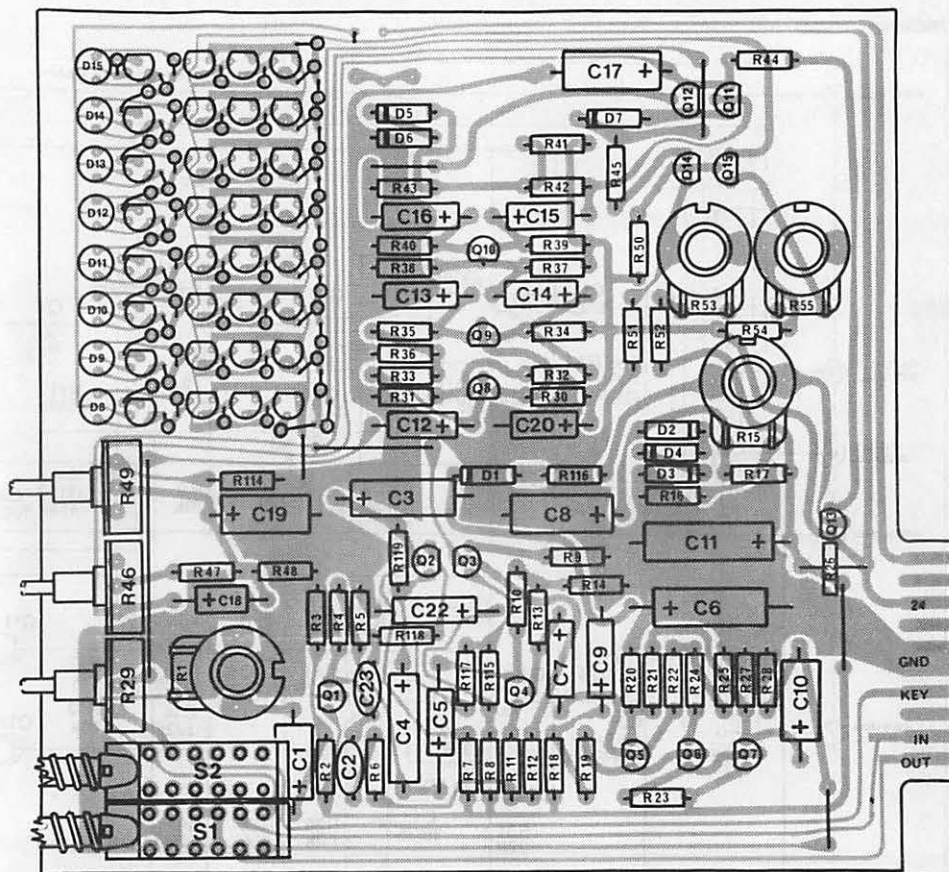 D15
R44
C17 +
Q12
Q11
D14
D5
D7
D6
R41
D13
R45
Q14
Q15
R43
R42
D12
C16 +
+ C15
R40
Q10
R39
R50
D11
R38
R37
C13 +
C14 +
R53
R55
D10
R35
Q9
R34
R51
R52
R54
D9
R36
R33
Q8
R32
D8
R31
R30
C12 +
C20 +
D2
R15
D4
R49
R114
D1
R116
D3
R17
+ C3
R16
+ C19
C8 +
Q13
C11 +
R119
Q2
Q3
R9
R26
R46
R47
R48
R10
R14
+ C18
R3
R4
R5
C22 +
R13
+ C6
24
R118
GND
R29
R1
R117
R115
C7 +
C9 +
R20
R21
R22
R24
R25
R27
R28
C10 +
KEY
Q1
C23
C4 +
C5 +
Q4
IN
S2
C1 +
R2
C2
R6
R7
R8
R11
R12
R18
R19
Q5
Q6
Q7
OUT
R23
S1